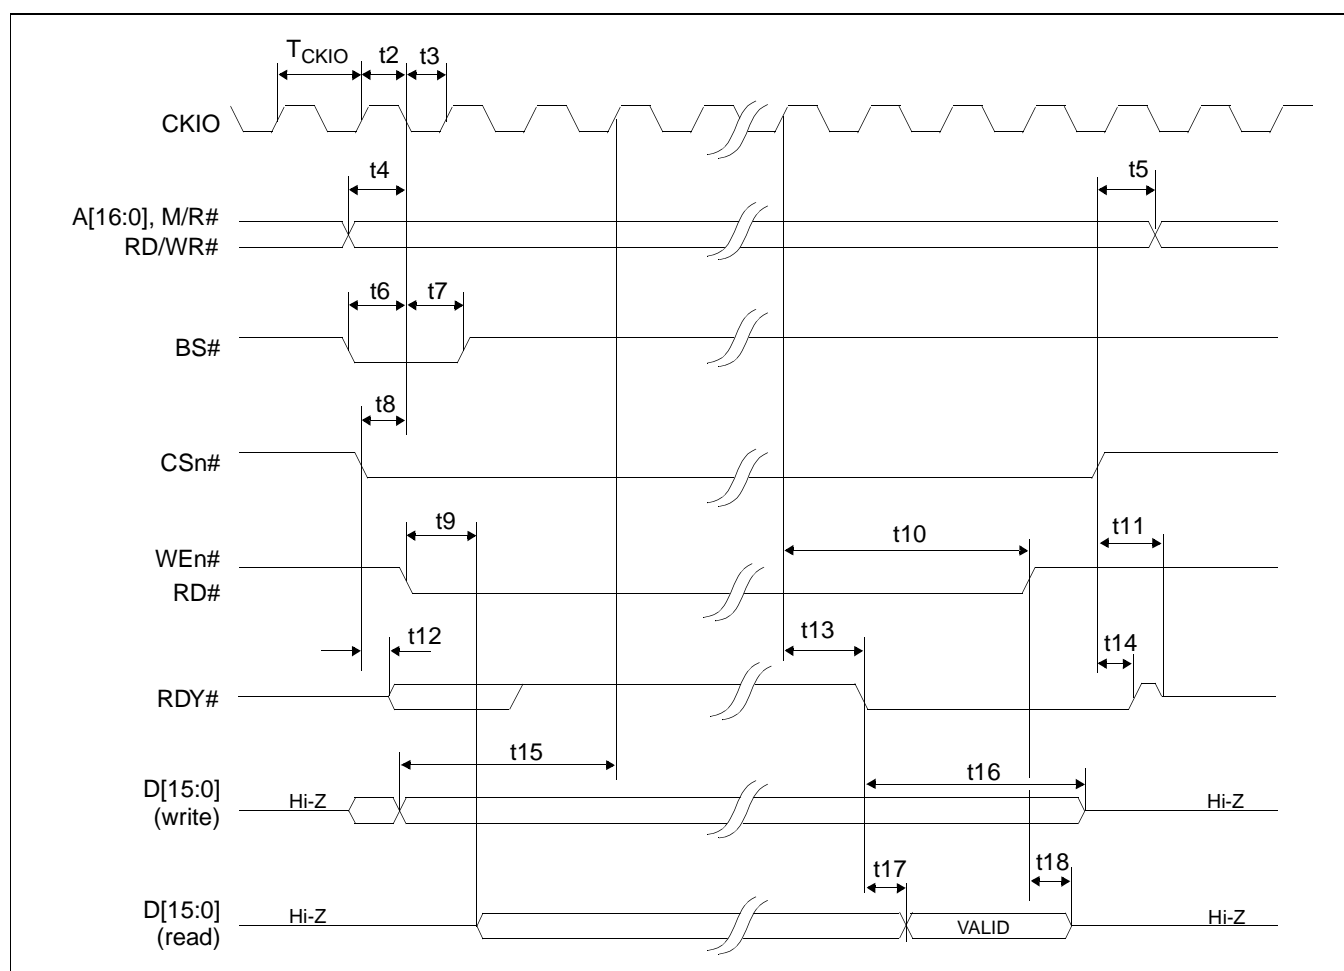 TCKIO t2 t3
CKIO
t4 t5
A[16:0], M/R#
RD/WR#
t6 t7
BS#
t8
CSn#
t9 t10 t11
WEn#
RD#
t12 t13 t14
RDY#
t15 t16
D[15:0]
(write)
Hi-Z Hi-Z
t17 t18
D[15:0]
(read)
Hi-Z VALID Hi-Z